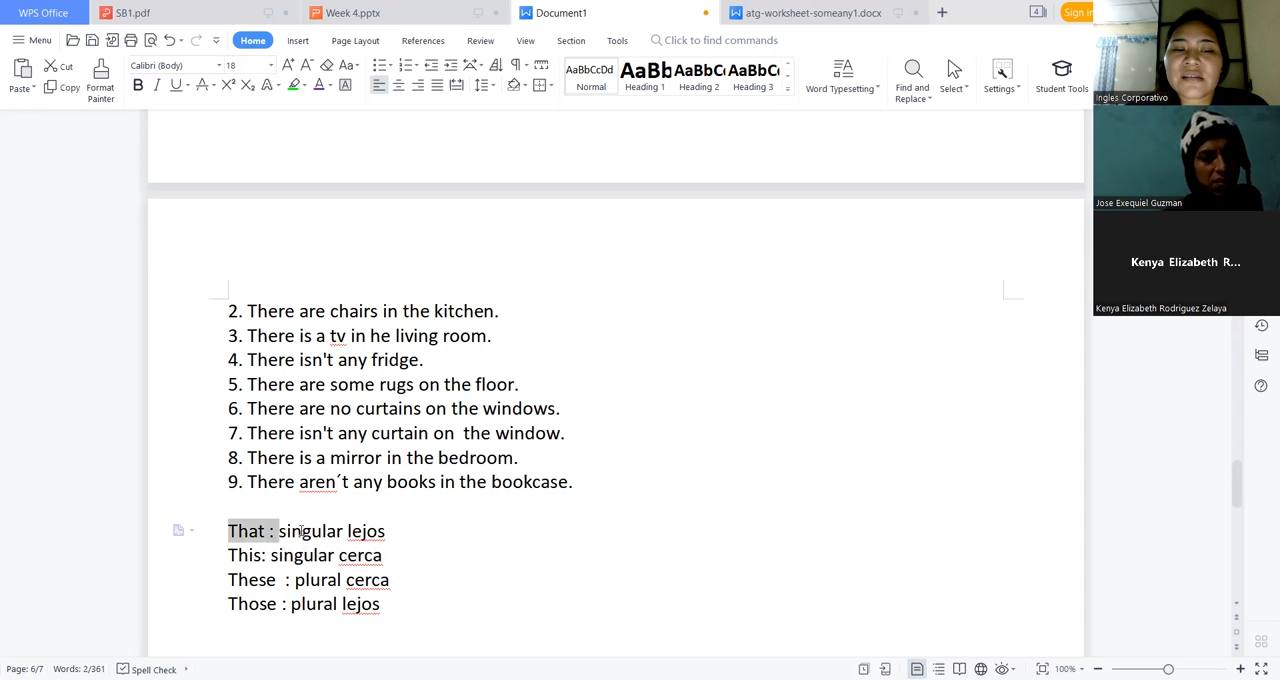 WPS Office SB1.pdf Week 4.pptx Document1 atg-worksheet-someany1.docx 4 Sign in
Menu Home Insert Page Layout References Review View Section Tools Click to find commands
Paste Cut Copy Format Painter Calibri (Body) 18 AaBbCcDd Normal AaBb Heading 1 AaBbCc Heading 2 AaBbCc Heading 3 Word Typesetting Find and Replace Select Settings Student Tools
Ingles Corporativo
Jose Exequiel Guzman
Kenya Elizabeth R...
Kenya Elizabeth Rodriguez Zelaya
2. There are chairs in the kitchen.
3. There is a tv in he living room.
4. There isn't any fridge.
5. There are some rugs on the floor.
6. There are no curtains on the windows.
7. There isn't any curtain on  the window.
8. There is a mirror in the bedroom.
9. There aren´t any books in the bookcase.
That : singular lejos
This: singular cerca
These  : plural cerca
Those : plural lejos
Page: 6/7 Words: 2/361 Spell Check 100%